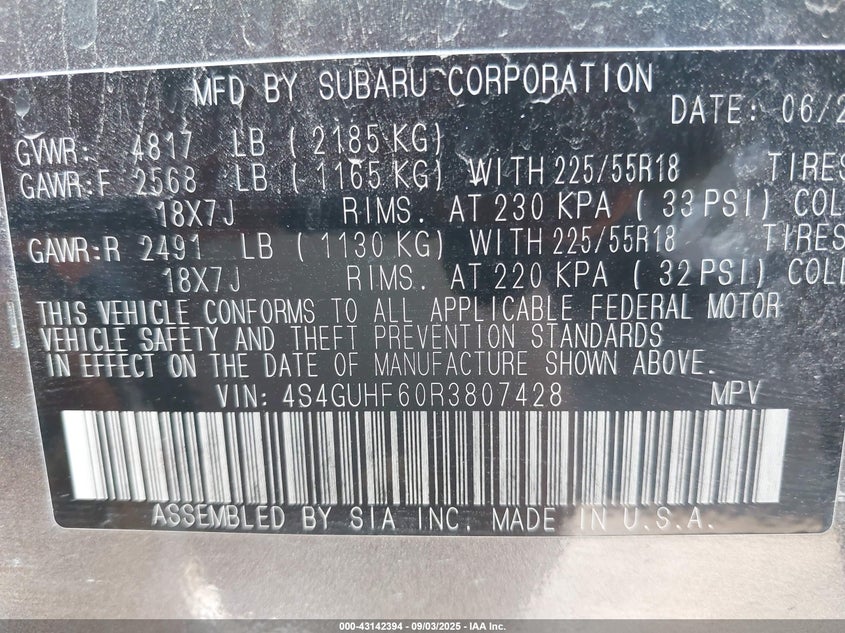 MFD BY SUBARU CORPORATION
DATE: 06/2
GVWR: 4817 LB ( 2185 KG)
GAWR:F 2568 LB ( 1165 KG) WITH 225/55R18 TIRES
18X7J RIMS. AT 230 KPA ( 33 PSI) COL
GAWR:R 2491 LB ( 1130 KG) WITH 225/55R18 TIRES
18X7J RIMS. AT 220 KPA ( 32 PSI) COLD
THIS VEHICLE CONFORMS TO ALL APPLICABLE FEDERAL MOTOR
VEHICLE SAFETY AND THEFT PREVENTION STANDARDS
IN EFFECT ON THE DATE OF MANUFACTURE SHOWN ABOVE.
VIN: 4S4GUHF60R3807428 MPV
ASSEMBLED BY SIA INC. MADE IN U.S.A.
000-43142394 - 09/03/2025 - IAA Inc.